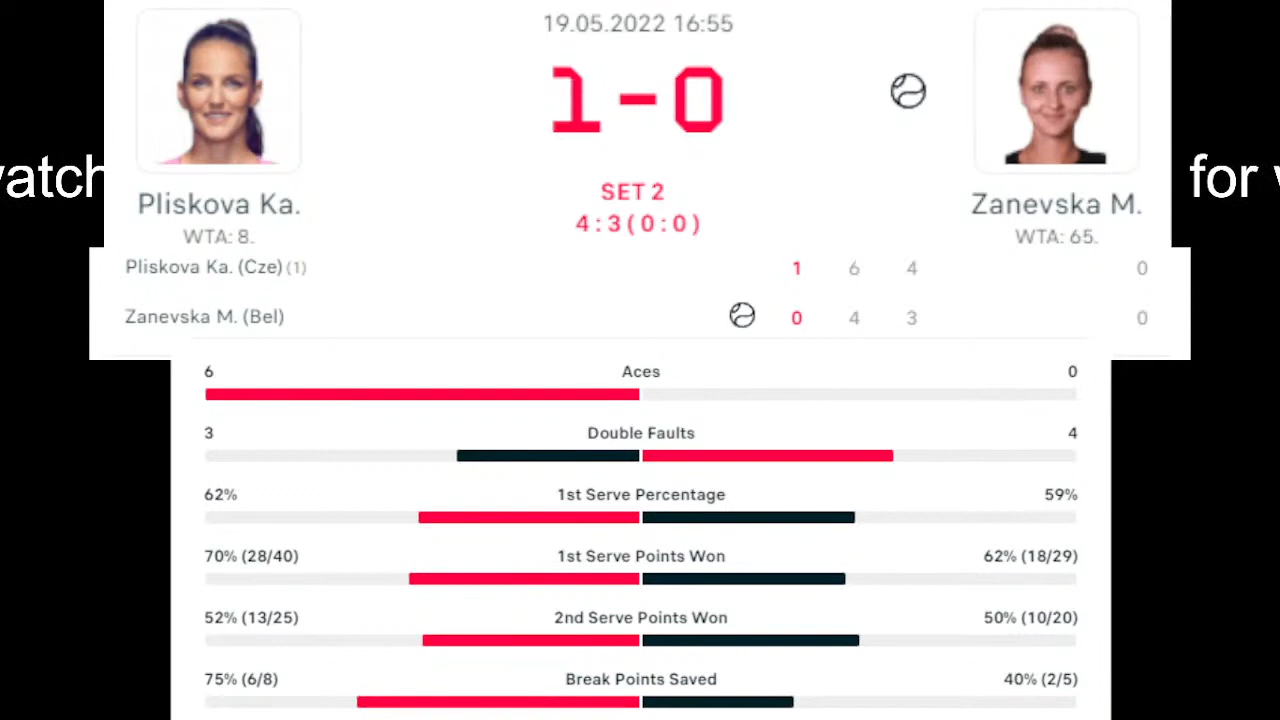 19.05.2022 16:55
1-0
for
Pliskova Ka.
SET 2
Zanevska M.
WTA: 8.
4 : 3 ( 0 : 0 )
WTA: 65.
Pliskova Ka. (Cze) (1) 1 6 4 0
Zanevska M. (Bel) 0 4 3 0
6 Aces 0
3 Double Faults 4
62% 1st Serve Percentage 59%
70% (28/40) 1st Serve Points Won 62% (18/29)
52% (13/25) 2nd Serve Points Won 50% (10/20)
75% (6/8) Break Points Saved 40% (2/5)